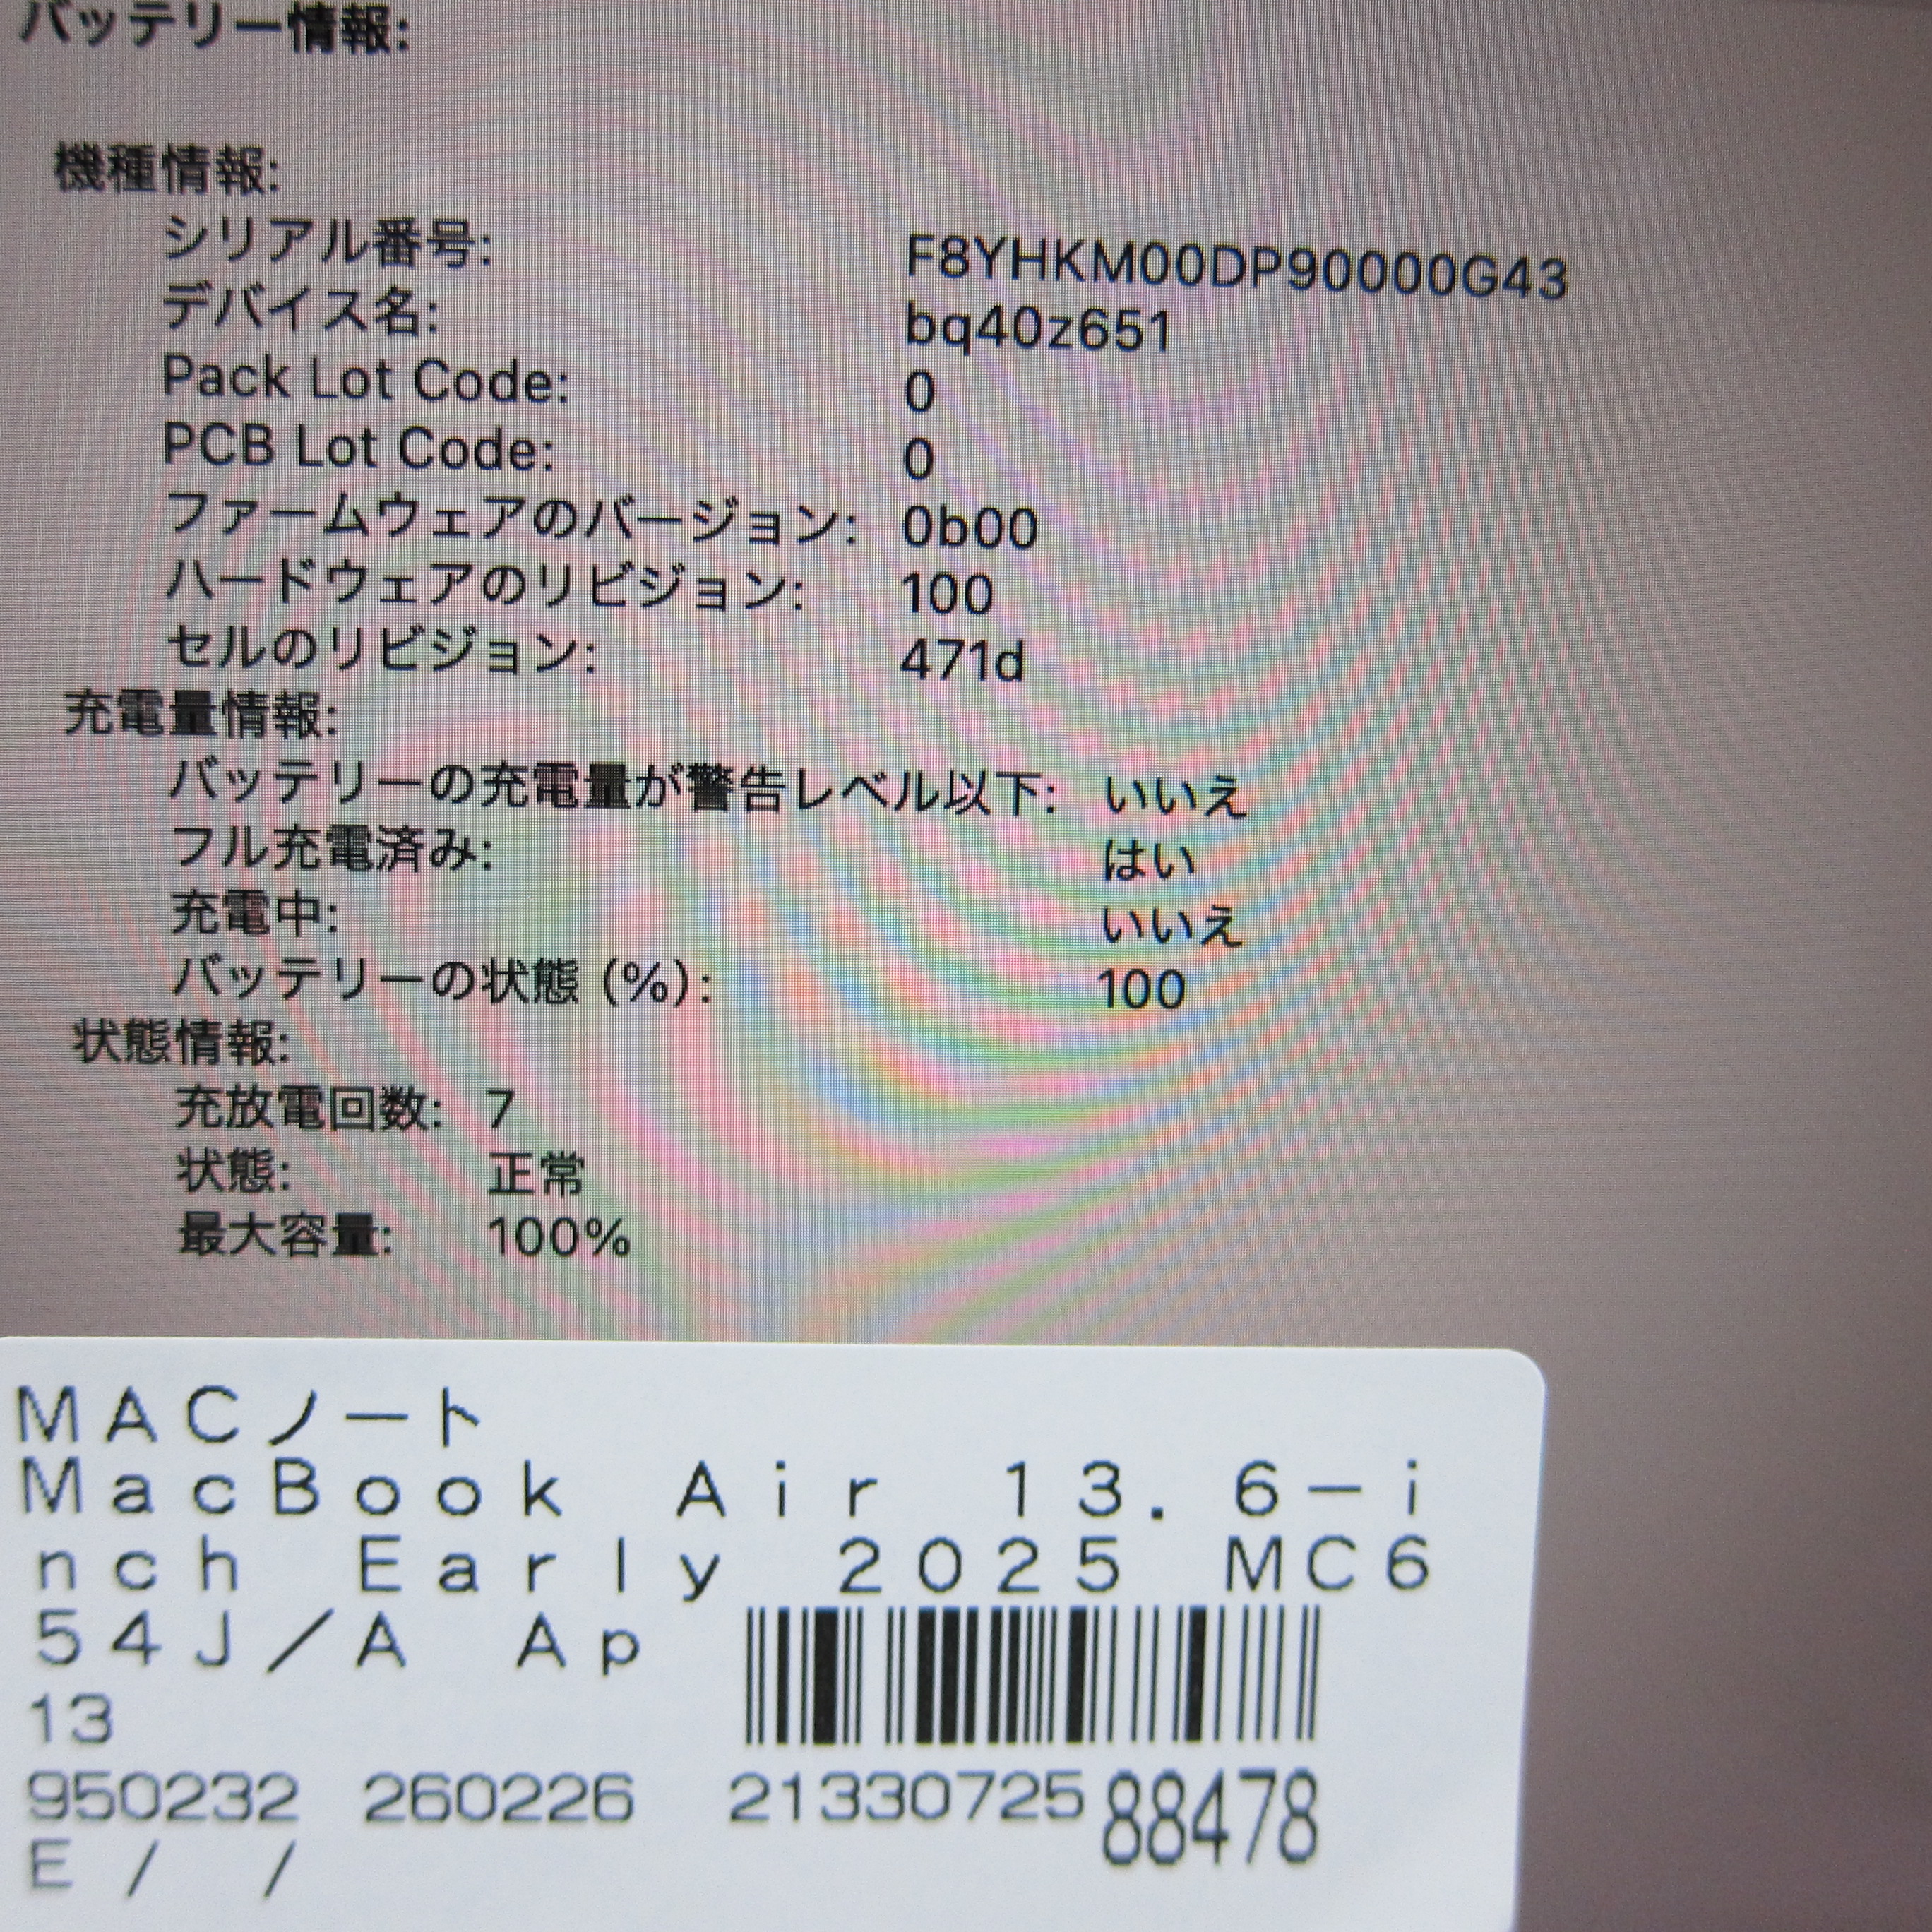 バッテリー情報:
機種情報:
シリアル番号: F8YHKM00DP90000G43
デバイス名: bq40z651
Pack Lot Code: 0
PCB Lot Code: 0
ファームウェアのバージョン: 0b00
ハードウェアのリビジョン: 100
セルのリビジョン: 471d
充電量情報:
バッテリーの充電量が警告レベル以下: いいえ
フル充電済み: はい
充電中: いいえ
バッテリーの状態 (%): 100
状態情報:
充放電回数: 7
状態: 正常
最大容量: 100%
MACノート
MacBook Air 13.6-i
nch Early 2025 MC6
54J/A Ap
13
950232 260226 21330725 88478
E / /